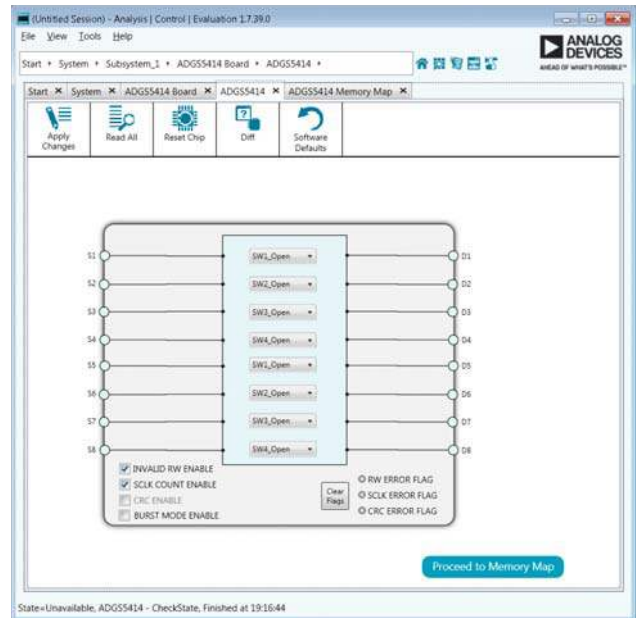 (Untitled Session) - Analysis | Control | Evaluation 1.7.39.0
File View Tools Help
Start System Subsystem_1 ADGS5414 Board ADGS5414
ANALOG
DEVICES
AHEAD OF WHAT'S POSSIBLE™
Start System ADGS5414 Board ADGS5414 ADGS5414 Memory Map
Apply Changes Read All Reset Chip Diff Software Defaults
S1 SW1_Open D1
S2 SW2_Open D2
S3 SW3_Open D3
S4 SW4_Open D4
S5 SW1_Open D5
S6 SW2_Open D6
S7 SW3_Open D7
S8 SW4_Open D8
INVALID RW ENABLE
SCLK COUNT ENABLE
CRC ENABLE
BURST MODE ENABLE
Clear Flags
RW ERROR FLAG
SCLK ERROR FLAG
CRC ERROR FLAG
Proceed to Memory Map
State=Unavailable, ADGS5414 - CheckState, Finished at 19:16:44